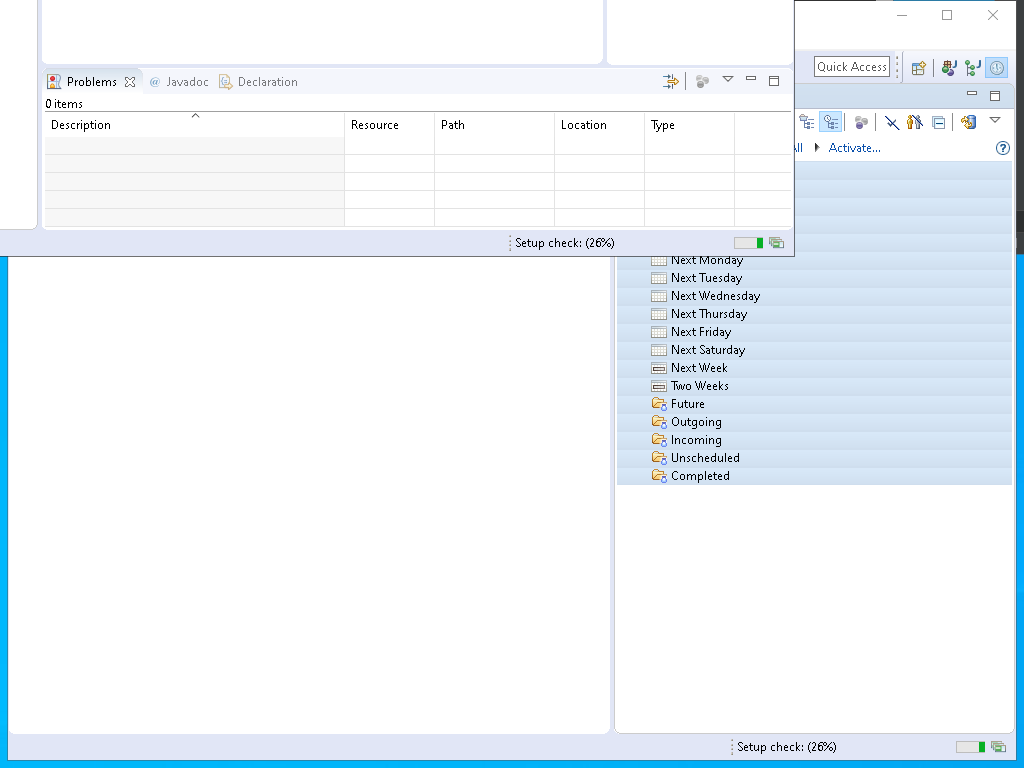 Quick Access
Problems Javadoc Declaration
0 items
Description Resource Path Location Type
Activate...
Setup check: (26%)
Next Monday
Next Tuesday
Next Wednesday
Next Thursday
Next Friday
Next Saturday
Next Week
Two Weeks
Future
Outgoing
Incoming
Unscheduled
Completed
Setup check: (26%)